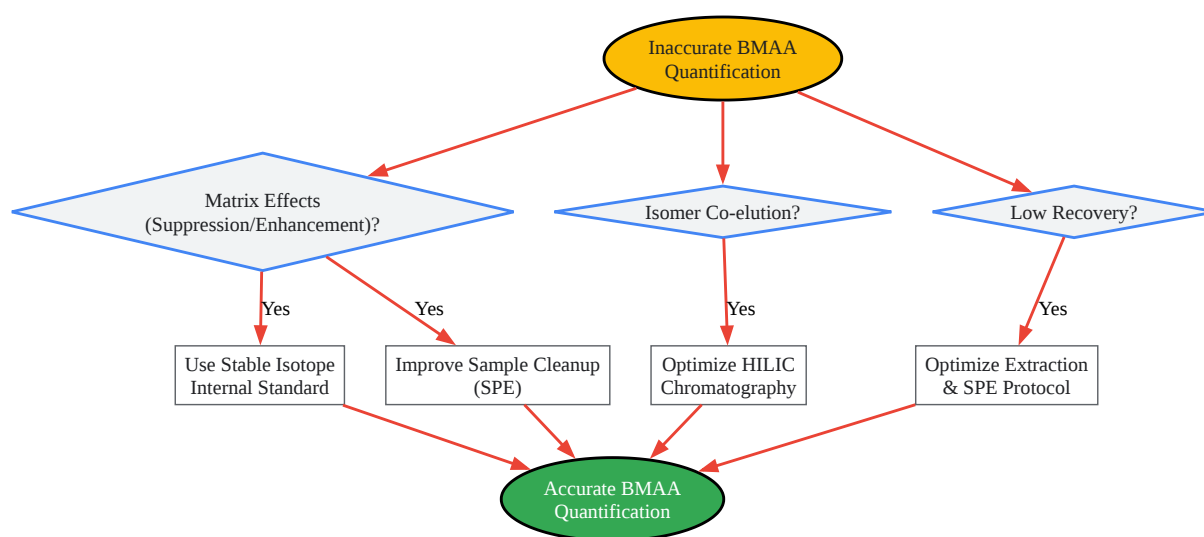 Inaccurate BMAA
Quantification
Matrix Effects
(Suppression/Enhancement)?
Isomer Co-elution?
Low Recovery?
Yes
Yes
Yes
Yes
Use Stable Isotope
Internal Standard
Improve Sample Cleanup
(SPE)
Optimize HILIC
Chromatography
Optimize Extraction
& SPE Protocol
Accurate BMAA
Quantification